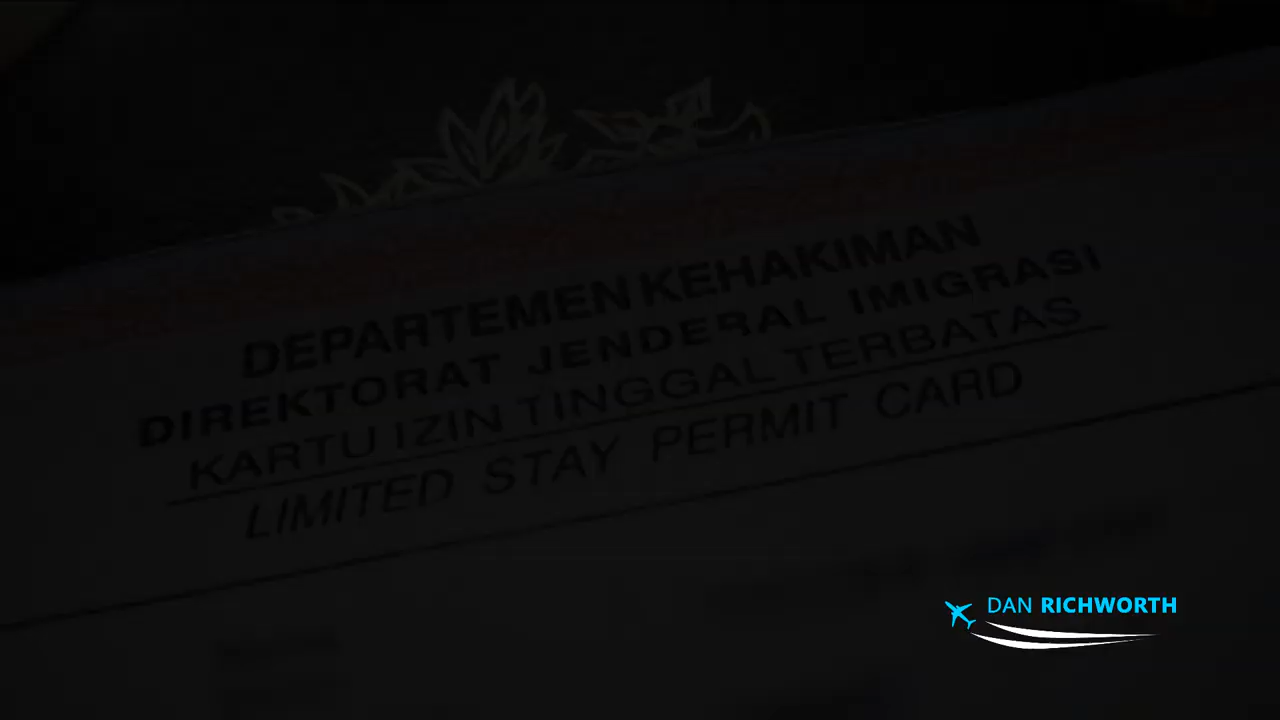 DEPARTEMEN KEHAKIMAN
DIREKTORAT JENDERAL IMIGRASI
KARTU IZIN TINGGAL TERBATAS
LIMITED STAY PERMIT CARD
DAN RICHWORTH